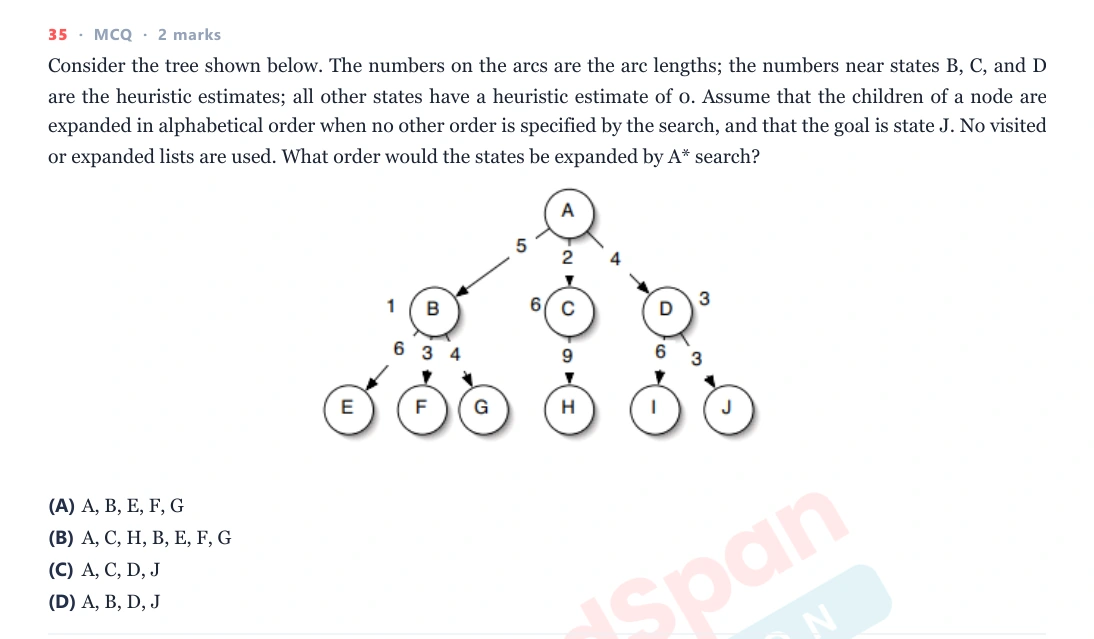 35 · MCQ · 2 marks
Consider the tree shown below. The numbers on the arcs are the arc lengths; the numbers near states B, C, and D
are the heuristic estimates; all other states have a heuristic estimate of 0. Assume that the children of a node are
expanded in alphabetical order when no other order is specified by the search, and that the goal is state J. No visited
or expanded lists are used. What order would the states be expanded by A* search?
A
5 2 4
1 B 6 C D 3
6 3 4 9 6 3
E F G H I J
(A) A, B, E, F, G
(B) A, C, H, B, E, F, G
(C) A, C, D, J
(D) A, B, D, J